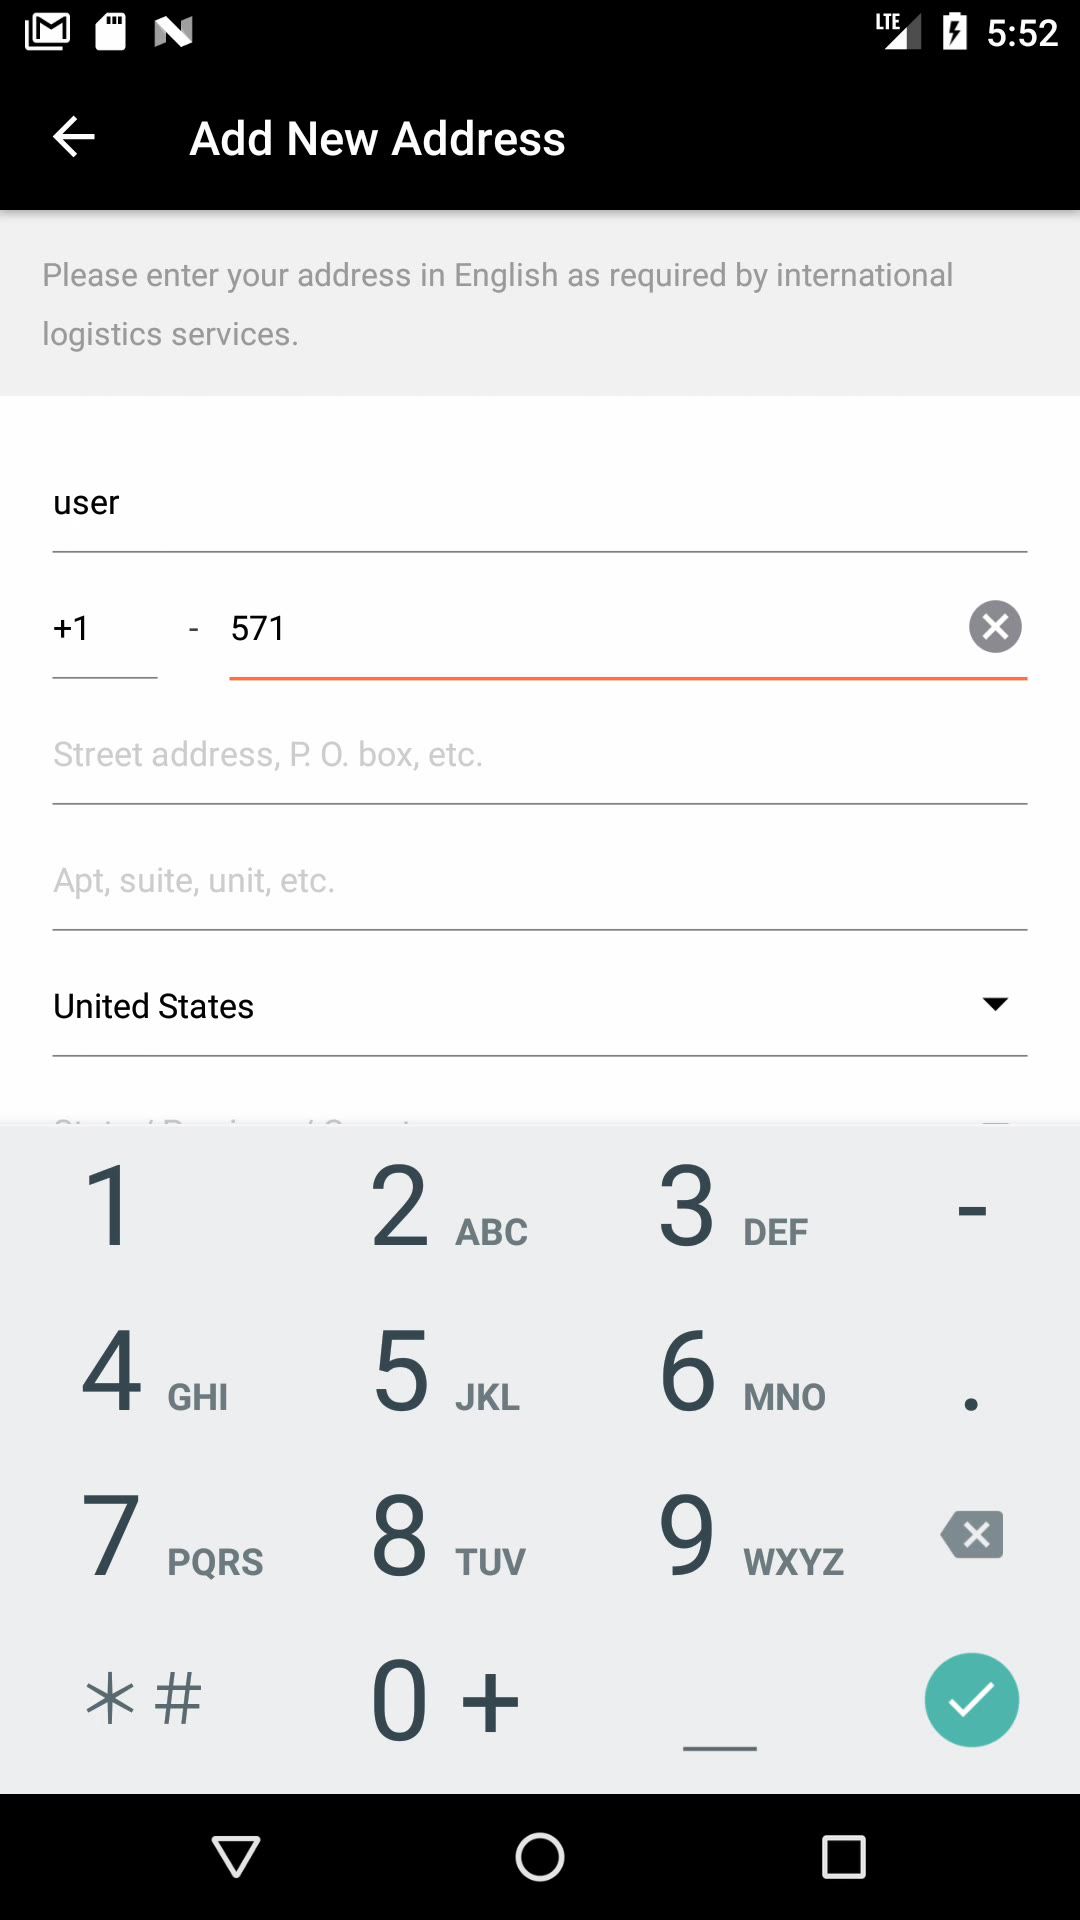 LTE 5:52
Add New Address
Please enter your address in English as required by international
logistics services.
user
+1 - 571
Street address, P. O. box, etc.
Apt, suite, unit, etc.
United States
1 2 ABC 3 DEF -
4 GHI 5 JKL 6 MNO .
7 PQRS 8 TUV 9 WXYZ
*# 0 +